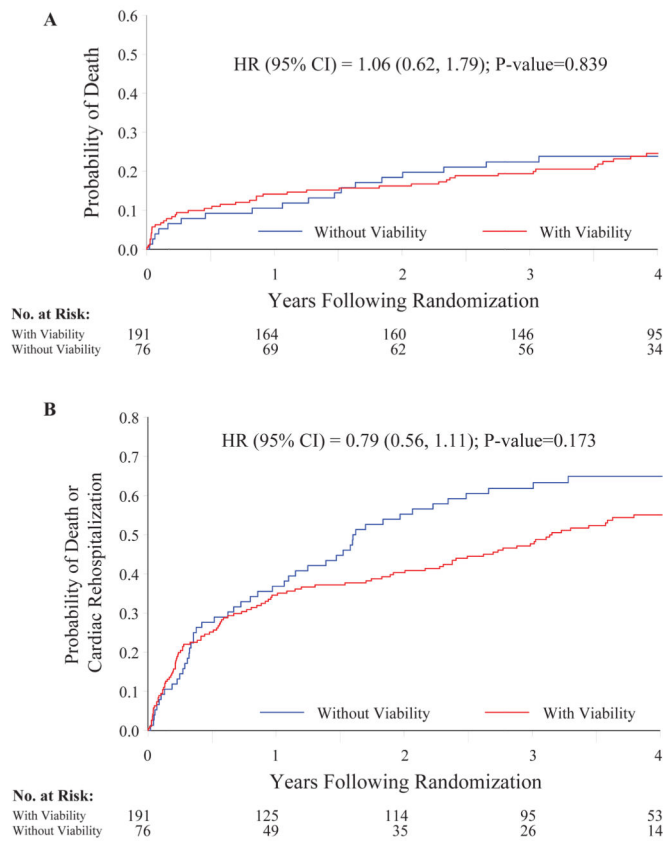 A
0.6
HR (95% CI) = 1.06 (0.62, 1.79); P-value=0.839
0.5
0.4
Probability of Death
0.3
0.2
0.1
Without Viability
With Viability
0.0
0 1 2 3 4
Years Following Randomization
No. at Risk:
With Viability 191 164 160 146 95
Without Viability 76 69 62 56 34
B
0.8
HR (95% CI) = 0.79 (0.56, 1.11); P-value=0.173
0.7
0.6
0.5
Probability of Death or
Cardiac Rehospitalization
0.4
0.3
0.2
0.1
Without Viability
With Viability
0.0
0 1 2 3 4
Years Following Randomization
No. at Risk:
With Viability 191 125 114 95 53
Without Viability 76 49 35 26 14